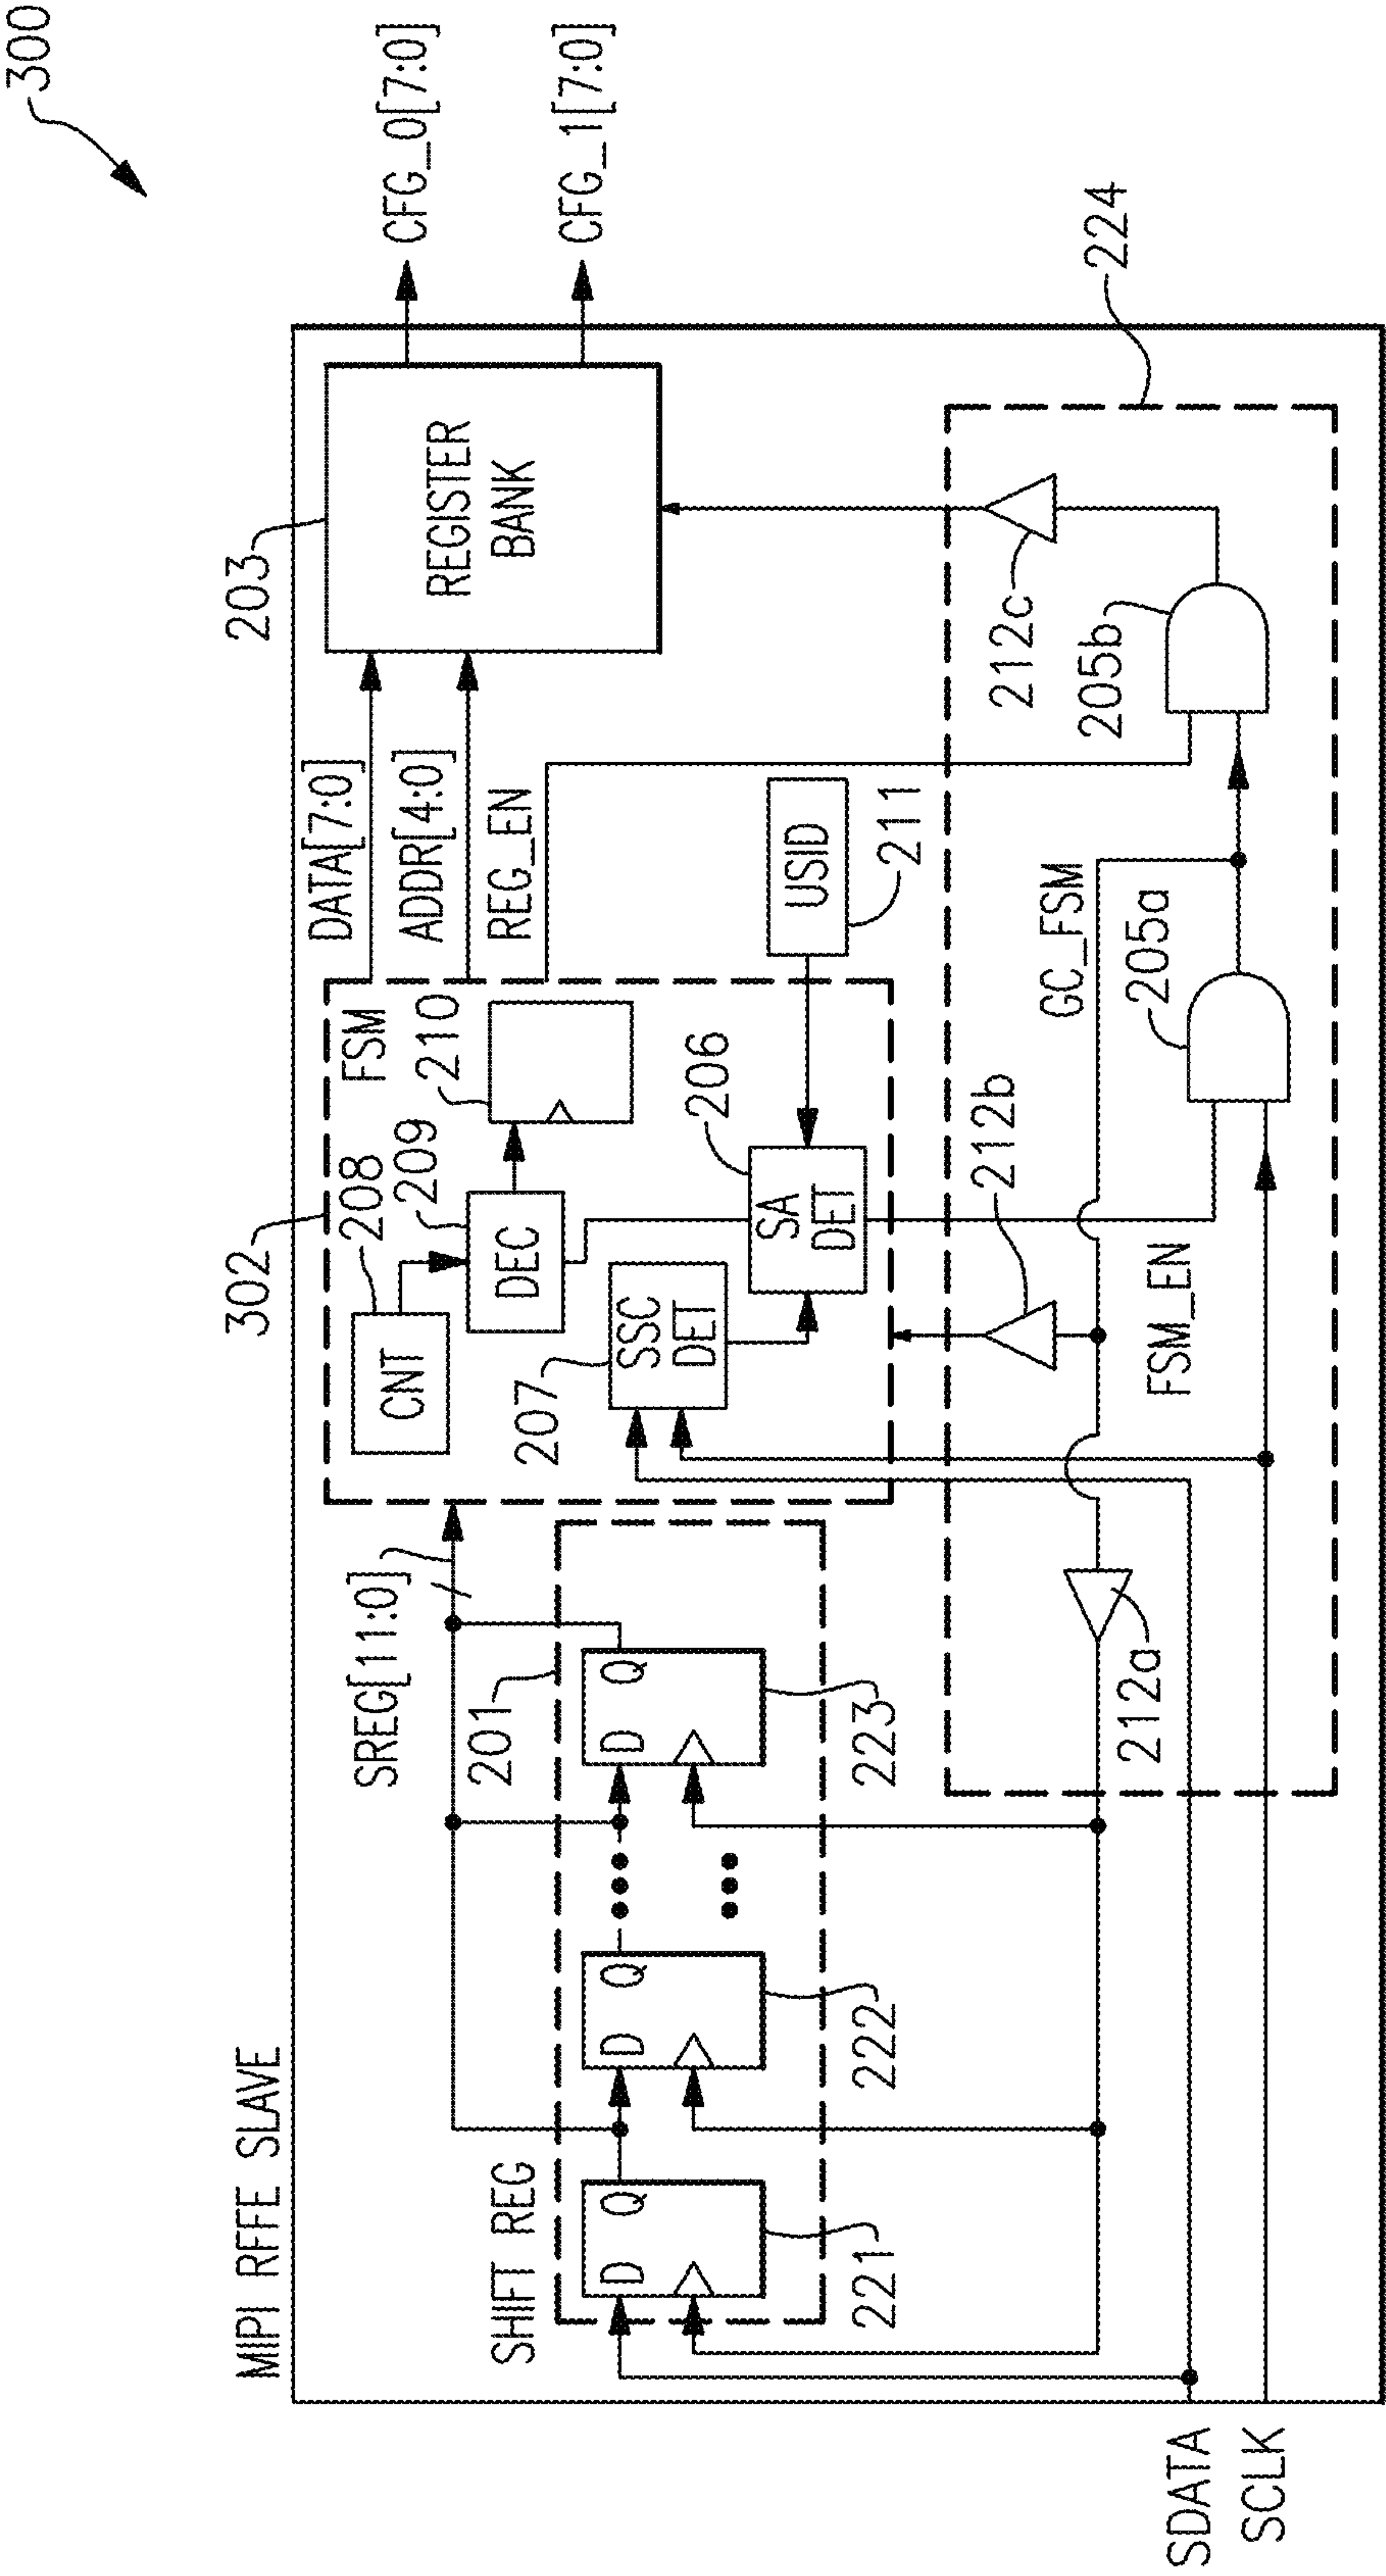 300
MIPI RFFE SLAVE
302
203
CFG_0[7:0]
CFG_1[7:0]
DATA[7:0]
ADDR[4:0]
REG_EN
REGISTER
BANK
FSM
208
CNT
209
DEC
210
SREG[11:0]
SHIFT REG
201
207
SSC
DET
206
SA
DET
USID
211
D Q
D Q
D Q
221
222
223
212b
GC_FSM
212c
224
212a
FSM_EN
205a
205b
SDATA
SCLK